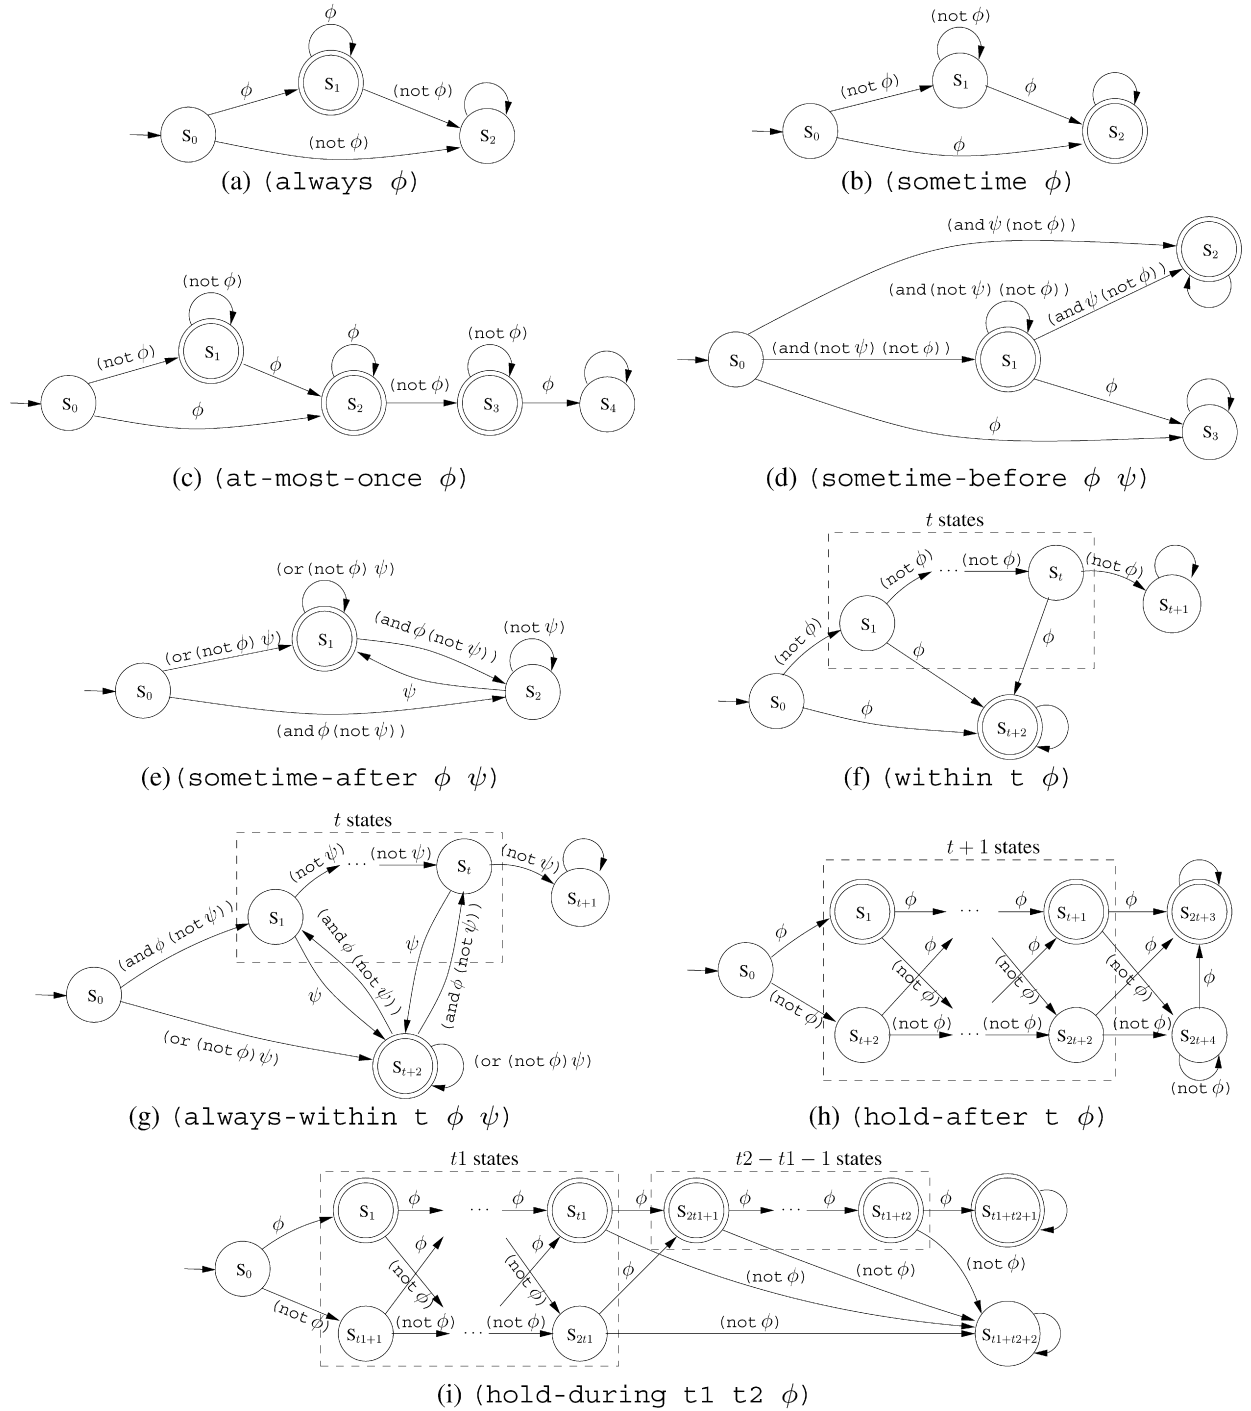 ϕ
S₁
ϕ
(not ϕ)
S₀
(not ϕ)
S₂
(a) (always ϕ)
(not ϕ)
S₁
(not ϕ)
ϕ
S₀
ϕ
S₂
(b) (sometime ϕ)
(not ϕ)
S₁
(not ϕ)
ϕ
ϕ
(not ϕ)
(not ϕ)
ϕ
S₀
ϕ
S₂
S₃
S₄
(c) (at-most-once ϕ)
(and ψ (not ϕ))
S₂
(and (not ψ) (not ϕ))
(and ψ (not ϕ))
S₀
(and (not ψ) (not ϕ))
S₁
ϕ
ϕ
S₃
(d) (sometime-before ϕ ψ)
(or (not ϕ) ψ)
(or (not ϕ) ψ)
S₁
(and ϕ (not ψ))
(not ψ)
S₀
ψ
S₂
(and ϕ (not ψ))
(e) (sometime-after ϕ ψ)
t states
(not ϕ)
··· (not ϕ)
Sₜ
(not ϕ)
Sₜ₊₁
(not ϕ)
S₁
ϕ
ϕ
S₀
ϕ
Sₜ₊₂
(f) (within t ϕ)
t states
(not ψ)
··· (not ψ)
Sₜ
(not ψ)
Sₜ₊₁
(and ϕ (not ψ))
S₁
(and ϕ (not ψ))
ψ
(and ϕ (not ψ))
ψ
S₀
(or (not ϕ) ψ)
Sₜ₊₂
(or (not ϕ) ψ)
(g) (always-within t ϕ ψ)
t + 1 states
S₁
ϕ
···
ϕ
Sₜ₊₁
ϕ
S₂ₜ₊₃
ϕ
ϕ
ϕ
ϕ
S₀
(not ϕ)
(not ϕ)
(not ϕ)
ϕ
(not ϕ)
Sₜ₊₂
(not ϕ)
···
(not ϕ)
S₂ₜ₊₂
(not ϕ)
S₂ₜ₊₄
(not ϕ)
(h) (hold-after t ϕ)
t1 states
t2 − t1 − 1 states
S₁
ϕ
···
ϕ
Sₜ₁
ϕ
S₂ₜ₁₊₁
ϕ
···
ϕ
Sₜ₁₊ₜ₂
ϕ
Sₜ₁₊ₜ₂₊₁
ϕ
ϕ
ϕ
S₀
(not ϕ)
(not ϕ)
ϕ
(not ϕ)
(not ϕ)
(not ϕ)
(not ϕ)
Sₜ₁₊₁
(not ϕ)
···
(not ϕ)
S₂ₜ₁
(not ϕ)
Sₜ₁₊ₜ₂₊₂
(i) (hold-during t1 t2 ϕ)